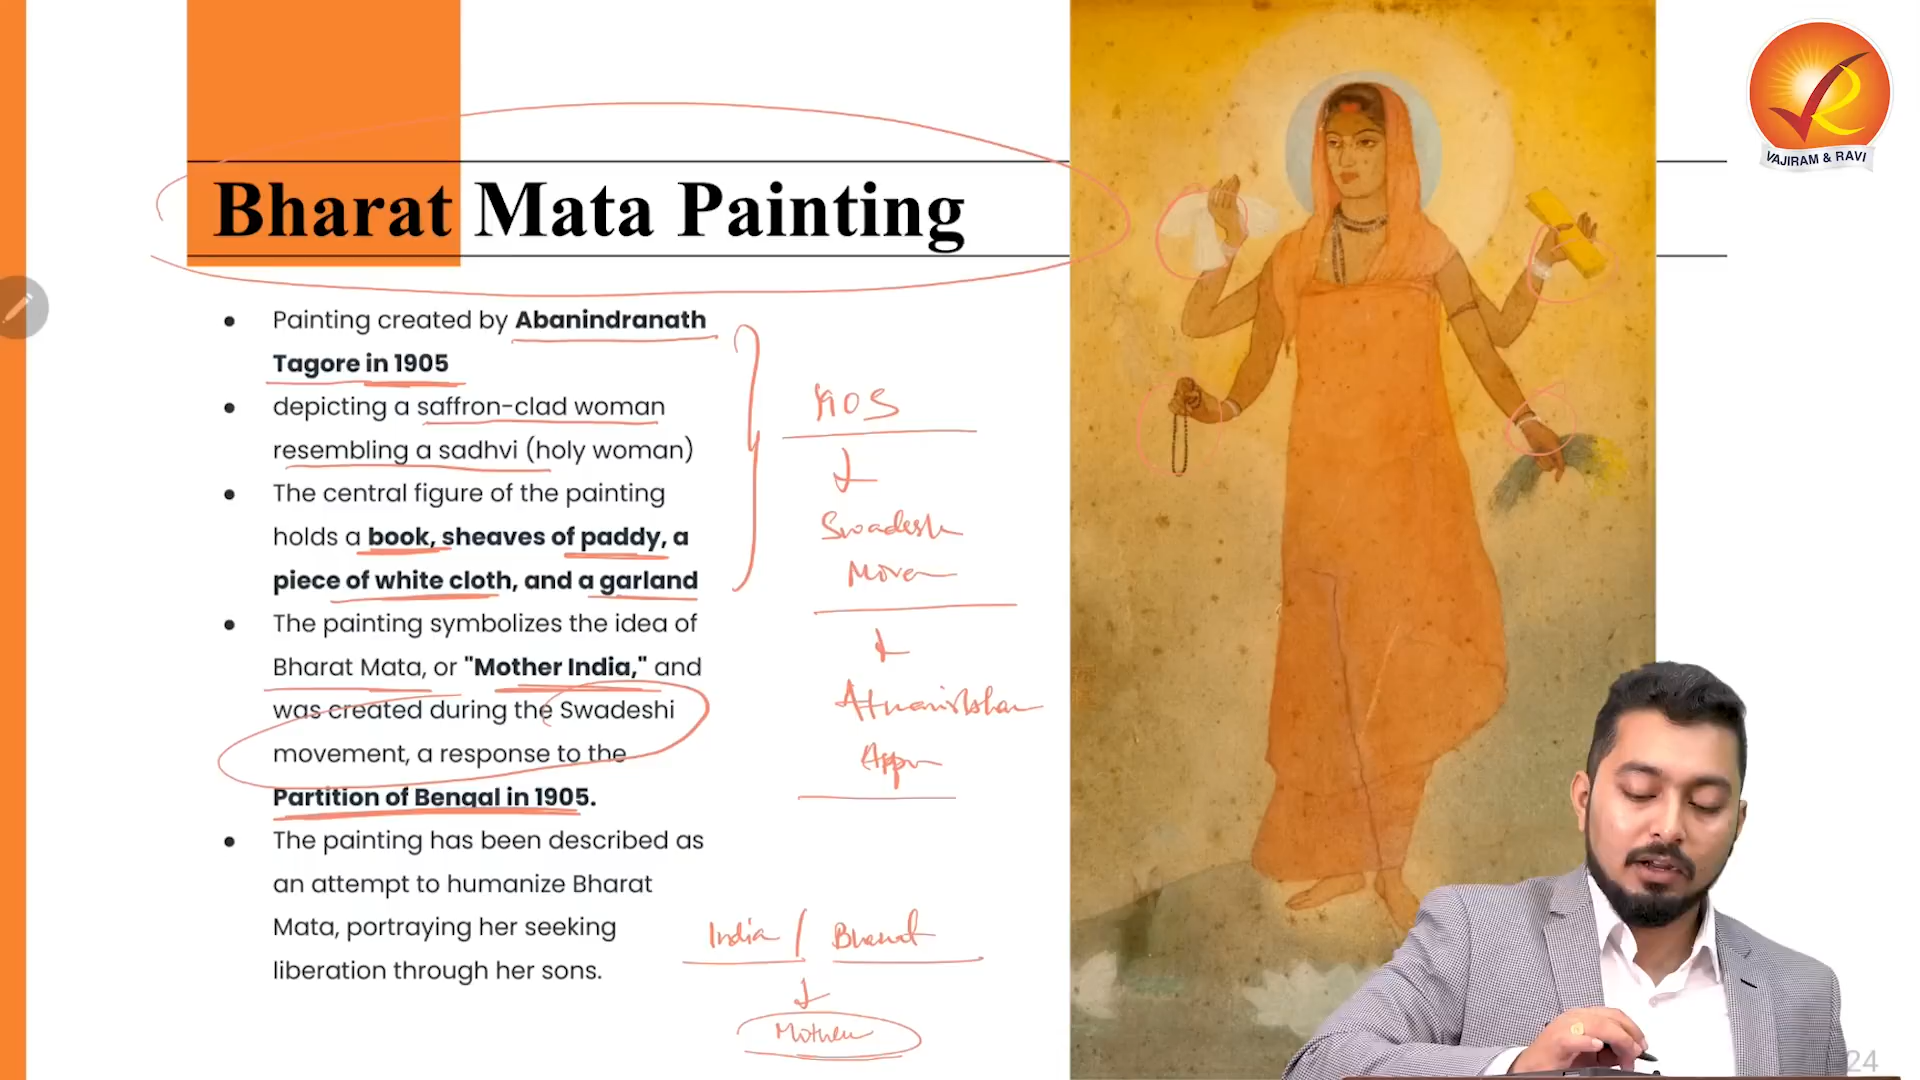 VAJIRAM & RAVI
Bharat Mata Painting
Painting created by Abanindranath
Tagore in 1905
depicting a saffron-clad woman
resembling a sadhvi (holy woman)
The central figure of the painting
holds a book, sheaves of paddy, a
piece of white cloth, and a garland
The painting symbolizes the idea of
Bharat Mata, or "Mother India," and
was created during the Swadeshi
movement, a response to the
Partition of Bengal in 1905.
The painting has been described as
an attempt to humanize Bharat
Mata, portraying her seeking
liberation through her sons.
1905
Swadesh
India / Bharat
Mother
24